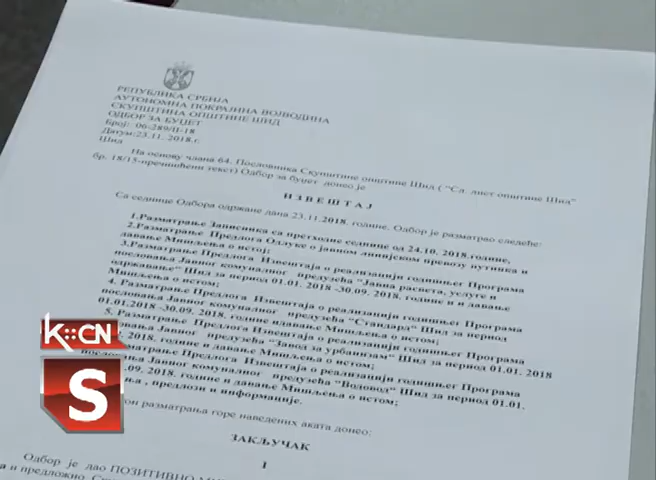 РЕПУБЛИКА СРБИЈА
АУТОНОМНА ПОКРАЈИНА ВОЈВОДИНА
СКУПШТИНА ОПШТИНЕ ШИД
ОДБОР ЗА БУЏЕТ
Број: 06-289/II-18
Датум:23.11.2018.г.
Шид
На основу члана 64. Пословника Скупштине општине Шид ( "Сл. лист општине Шид"
бр. 18/15-пречишћени текст) Одбор за буџет донео је
И З В Е Ш Т А Ј
Са седнице Одбора одржане дана 23.11.2018. године. Одбор је разматрао следеће:
1.Разматрање Записника са претходне седнице од 24.10. 2018.године,
2.Разматрање Предлога Одлуке о јавном линијском превозу путника и
давање Мишљења о истој;
3.Разматрање Предлога Извештаја о реализацији годишњег Програма
пословања Јавног комуналног предузећа "Јавна расвета, услуге и
одржавање" Шид за период 01.01. 2018 -30.09. 2018. године и и давање
Мишљења о истом;
4. Разматрање Предлога Извештаја о реализацији годишњег Програма
пословања Јавног комуналног предузећа "Стандард" Шид за период
01.01.2018 -30.09. 2018. године идавање Мишљења о истом;
5. Разматрање Предлога Извештаја о реализацији годишњег Програма
Јавног предузећа "Завод за урбанизам" Шид за период 01.01. 2018
2018. године и давање Мишљења о истом;
Предлога Извештаја о реализацији годишњег Програма
пословања Јавног комуналног предузећа "Водовод" Шид за период 01.01.
09. 2018. године и давање Мишљења о истом;
, предлози и информације.
разматрања горе наведених аката донео:
ЗАКЉУЧАК
I
Одбор је дао ПОЗИТИВНО
и предложио
K::CN
S